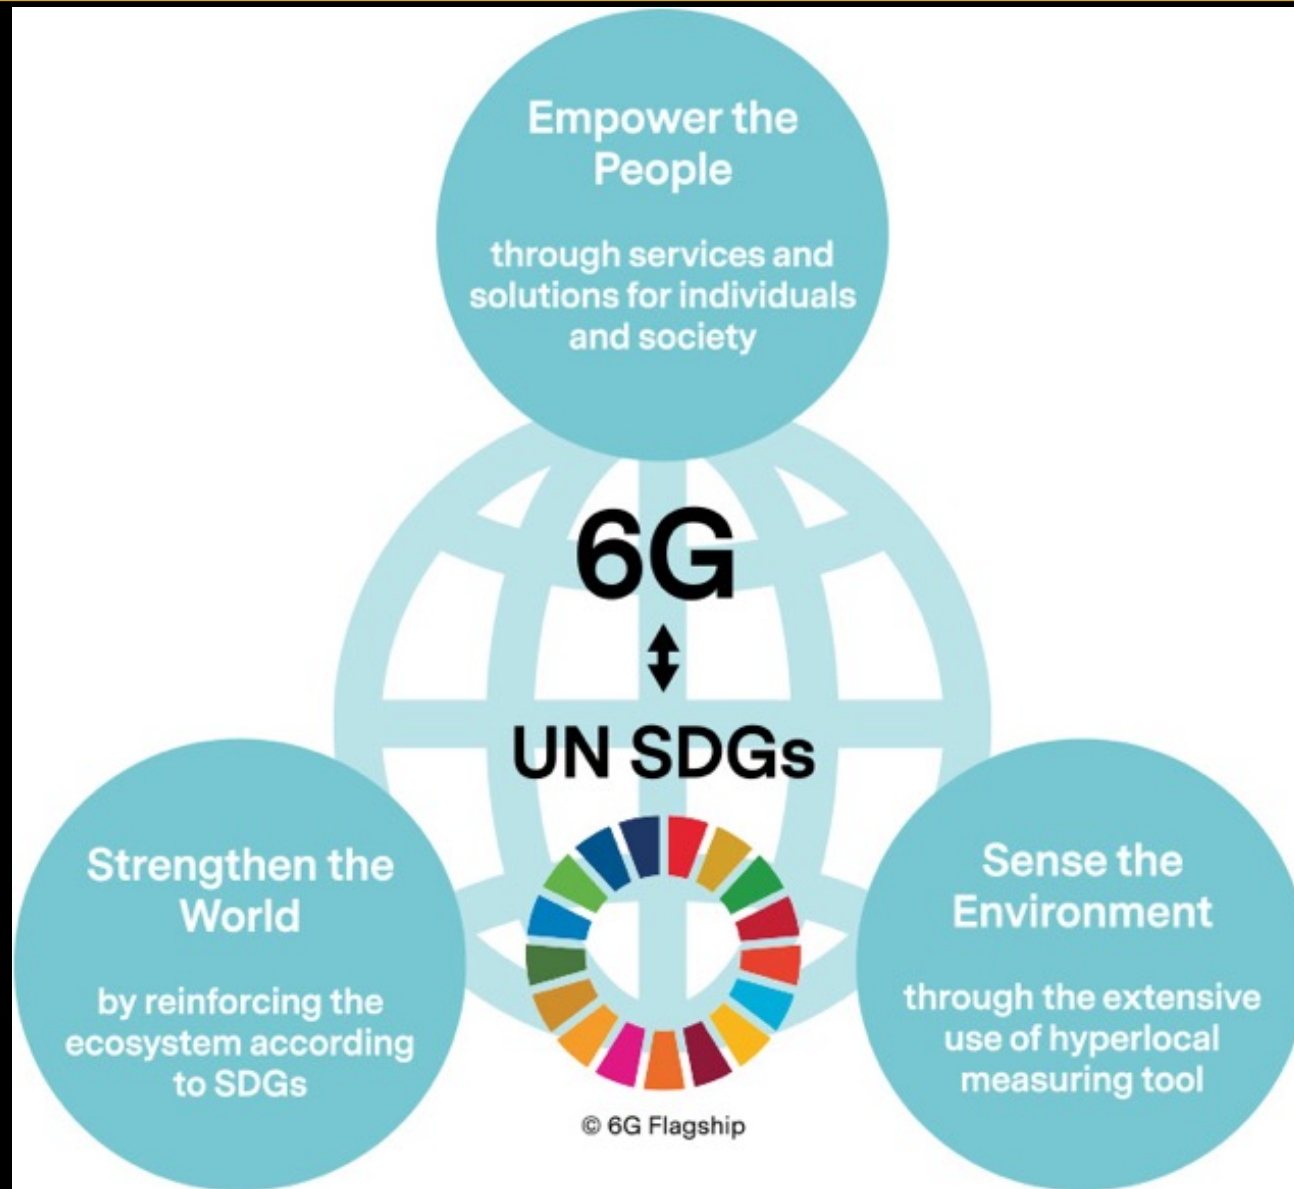 Empower the
People
through services and
solutions for individuals
and society
6G
UN SDGs
Strengthen the
World
by reinforcing the
ecosystem according
to SDGs
Sense the
Environment
through the extensive
use of hyperlocal
measuring tool
© 6G Flagship